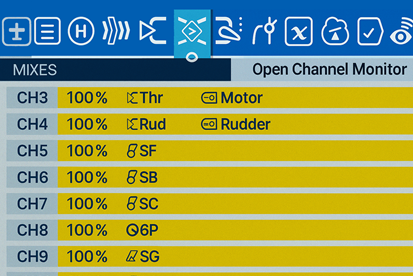 MIXES Open Channel Monitor
CH3 100% Thr Motor
CH4 100% Rud Rudder
CH5 100% SF
CH6 100% SB
CH7 100% SC
CH8 100% 6P
CH9 100% SG